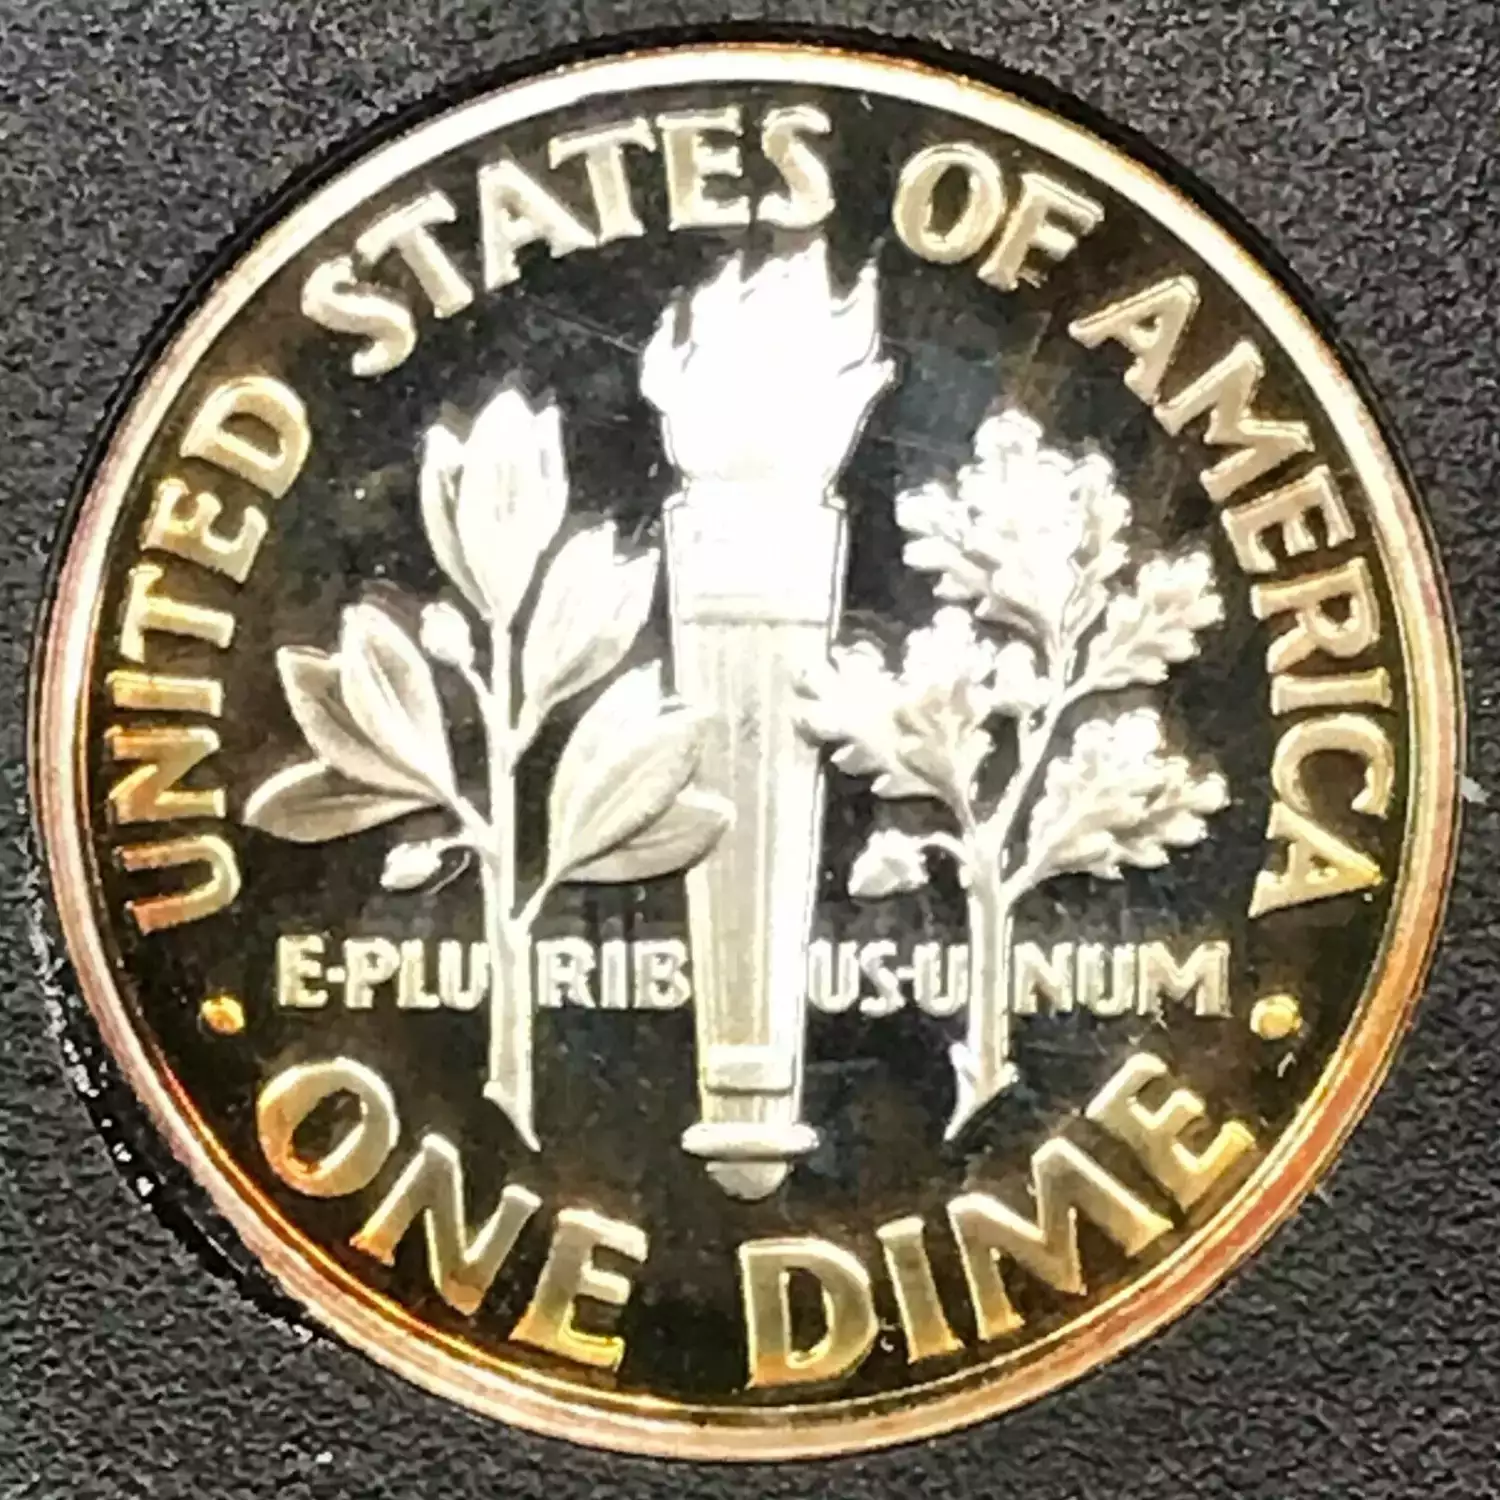 UNITED STATES OF AMERICA
E·PLURIBUS·UNUM
· ONE DIME ·